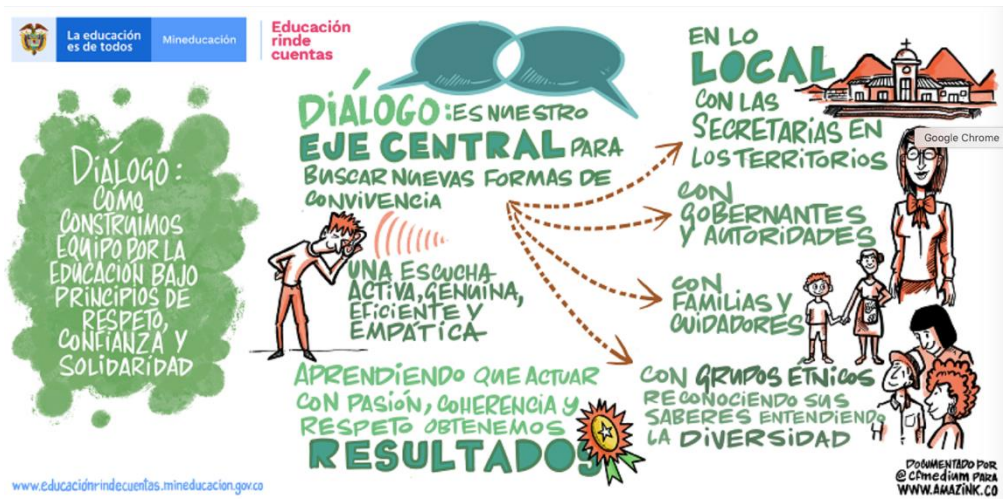 La educación
es de todos
Mineducación
Educación
rinde
cuentas
DIÁLOGO:
CÓMO
CONSTRUIMOS
EQUIPO POR LA
EDUCACIÓN BAJO
PRINCIPIOS DE
RESPETO,
CONFIANZA Y
SOLIDARIDAD
DIÁLOGO: ES NUESTRO
EJE CENTRAL PARA
BUSCAR NUEVAS FORMAS DE
CONVIVENCIA
UNA ESCUCHA
ACTIVA, GENUINA,
EFICIENTE Y
EMPÁTICA
APRENDIENDO QUE ACTUAR
CON PASIÓN, COHERENCIA Y
RESPETO OBTENEMOS
RESULTADOS
EN LO
LOCAL
CON LAS
SECRETARÍAS EN
LOS TERRITORIOS
Google Chrome
CON
GOBERNANTES
Y AUTORIDADES
CON
FAMILIAS Y
CUIDADORES
CON GRUPOS ÉTNICOS
RECONOCIENDO SUS
SABERES ENTENDIENDO
LA DIVERSIDAD
www.educaciónrindecuentas.mineducacion.gov.co
DOCUMENTADO POR
@cfmedium PARA
WWW.AMAZINK.CO